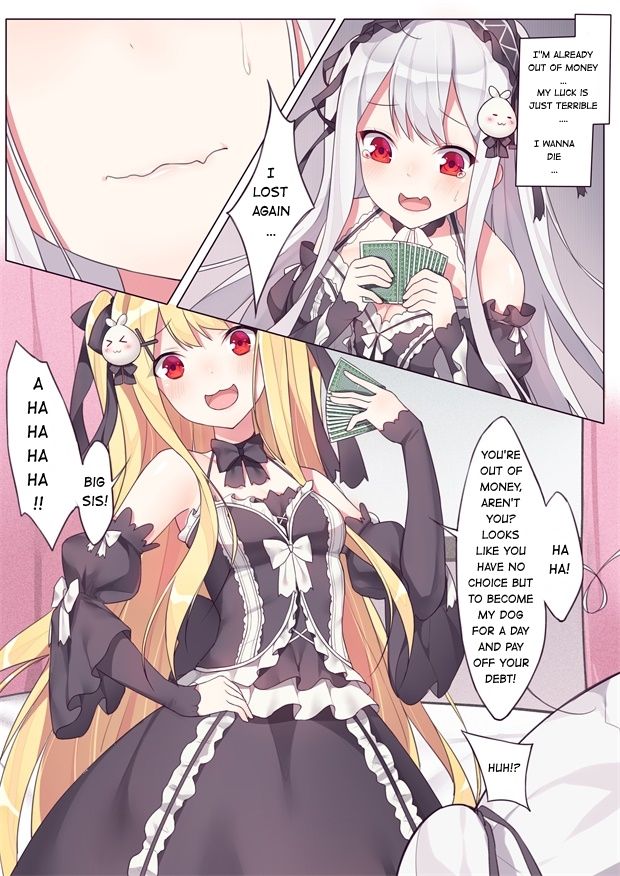 I"M ALREADY
OUT OF MONEY
...
MY LUCK IS
JUST TERRIBLE
....
I WANNA
DIE
...
I
LOST
AGAIN
...
A
HA
HA
HA
HA
!!
BIG
SIS!
YOU'RE
OUT OF
MONEY,
AREN'T
YOU?
LOOKS
LIKE YOU
HAVE NO
CHOICE BUT
TO BECOME
MY DOG
FOR A DAY
AND PAY
OFF YOUR
DEBT!
HA
HA!
HUH!?